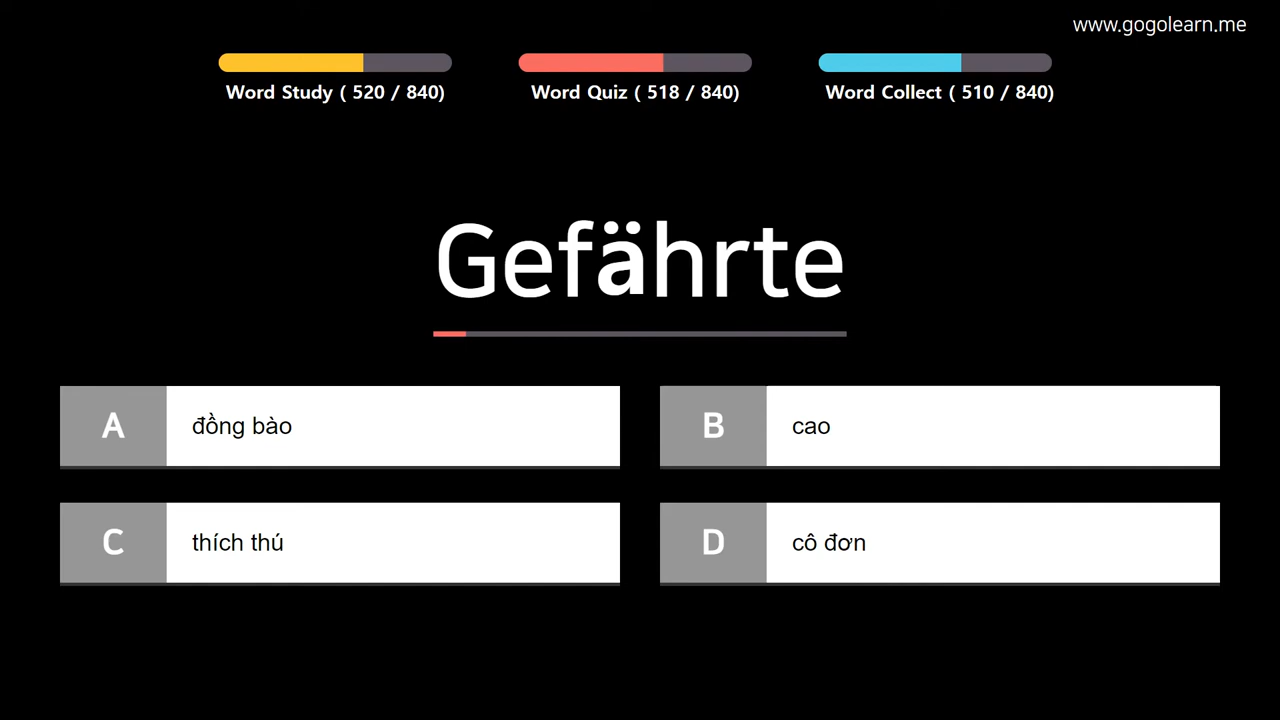 www.gogolearn.me
Word Study ( 520 / 840)
Word Quiz ( 518 / 840)
Word Collect ( 510 / 840)
Gefährte
A đồng bào
B cao
C thích thú
D cô đơn